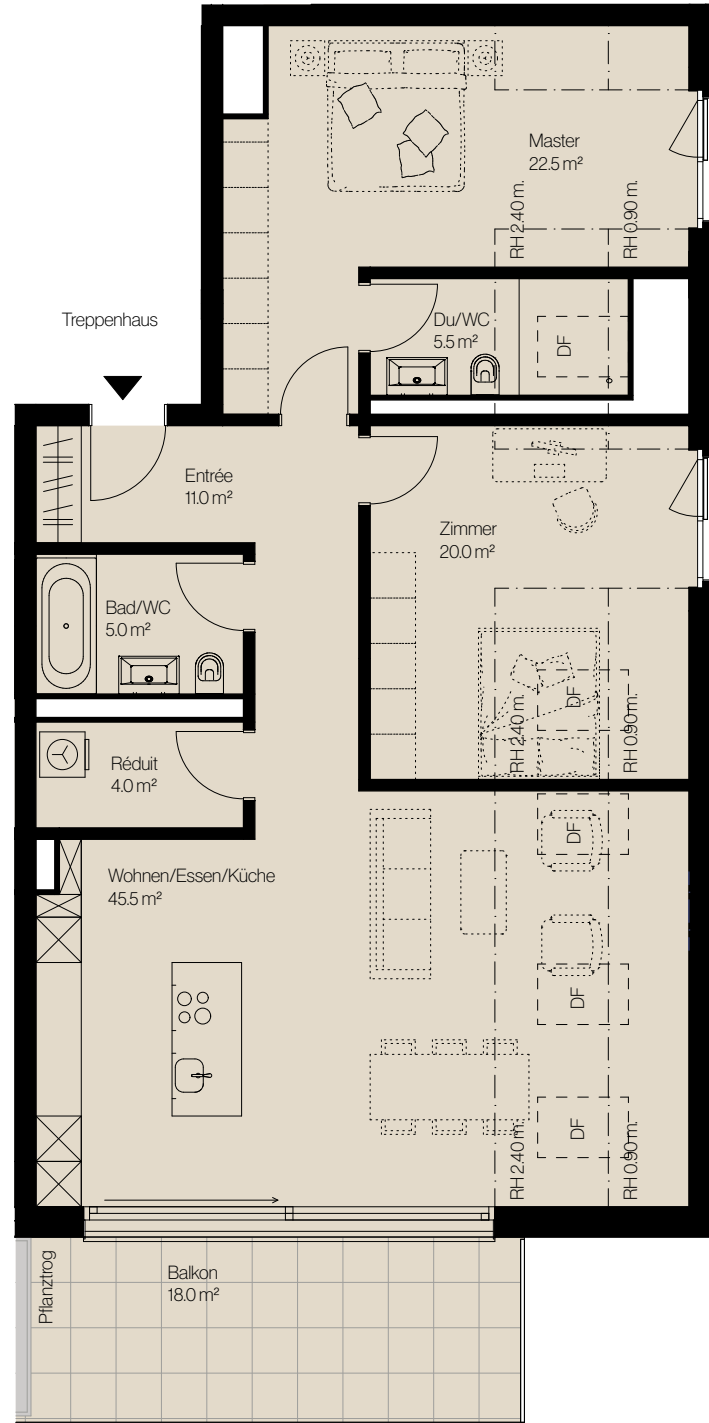 Master
22.5 m²
RH 2.40 m.
RH 0.90 m.
Treppenhaus
Du/WC
5.5 m²
DF
Entrée
11.0 m²
Zimmer
20.0 m²
Bad/WC
5.0 m²
DF
RH 2.40 m.
RH 0.90 m.
Réduit
4.0 m²
DF
Wohnen/Essen/Küche
45.5 m²
DF
DF
RH 2.40 m.
RH 0.90 m.
Pflanztrog
Balkon
18.0 m²